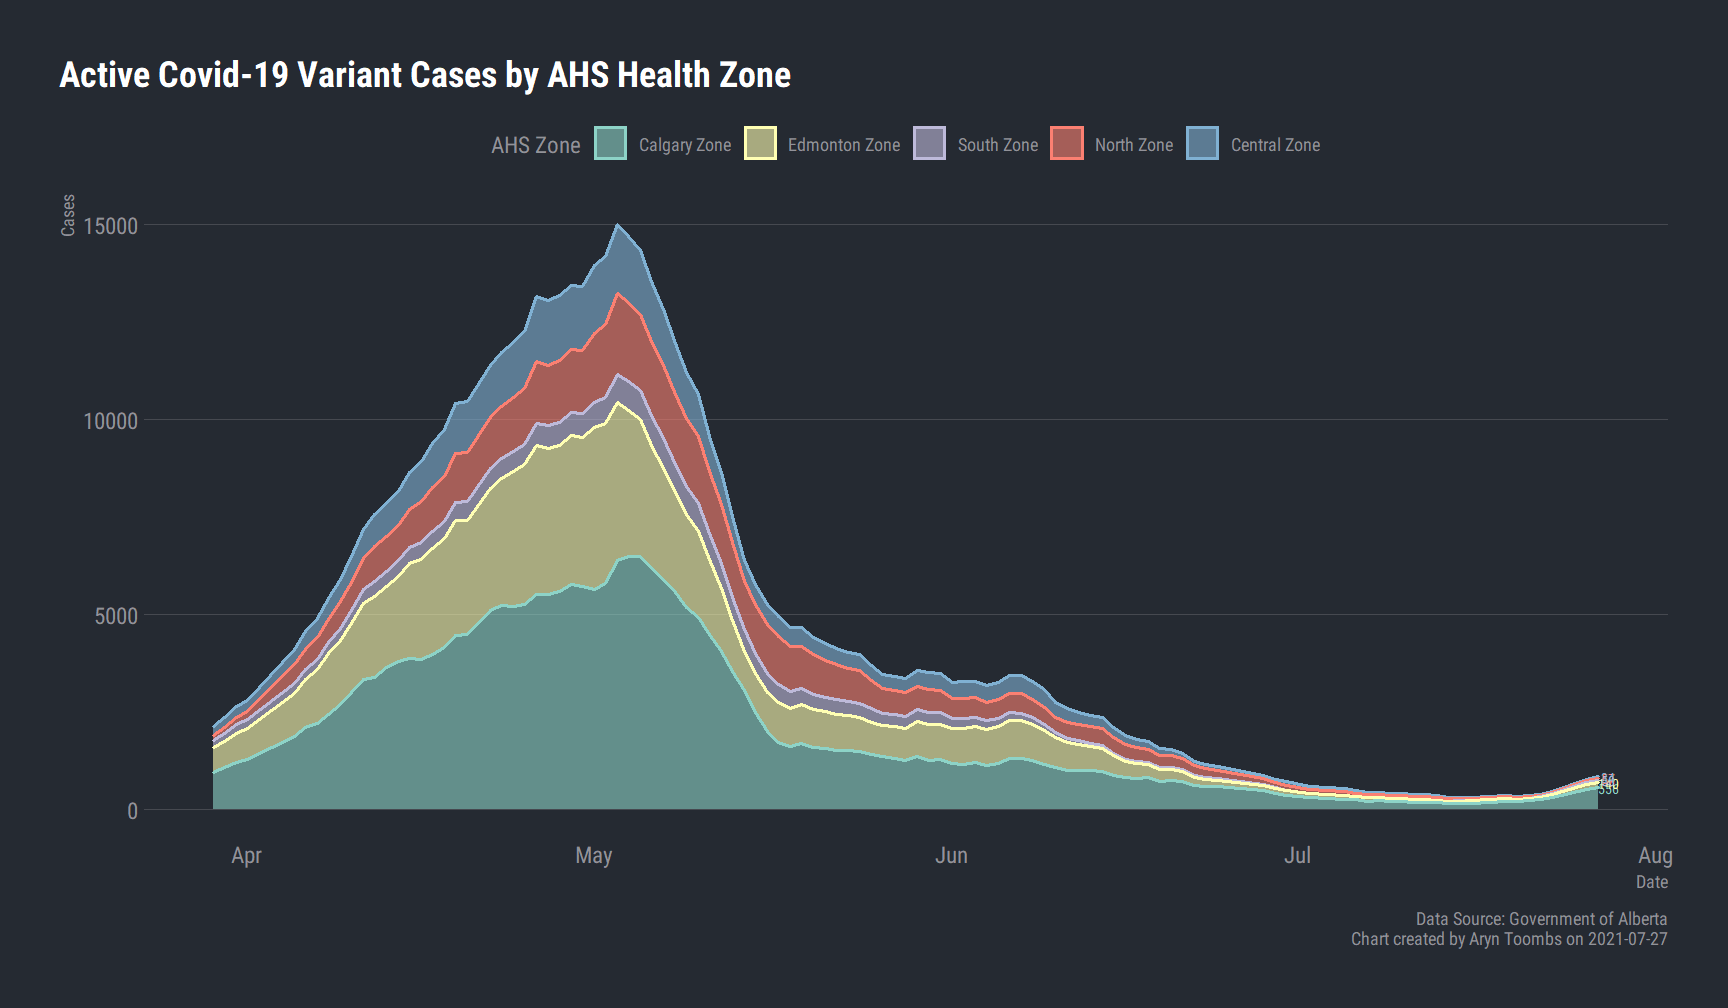 Active Covid-19 Variant Cases by AHS Health Zone
AHS Zone Calgary Zone Edmonton Zone South Zone North Zone Central Zone
Cases
15000
10000
5000
0
Apr May Jun Jul Aug
Date
Data Source: Government of Alberta
Chart created by Aryn Toombs on 2021-07-27